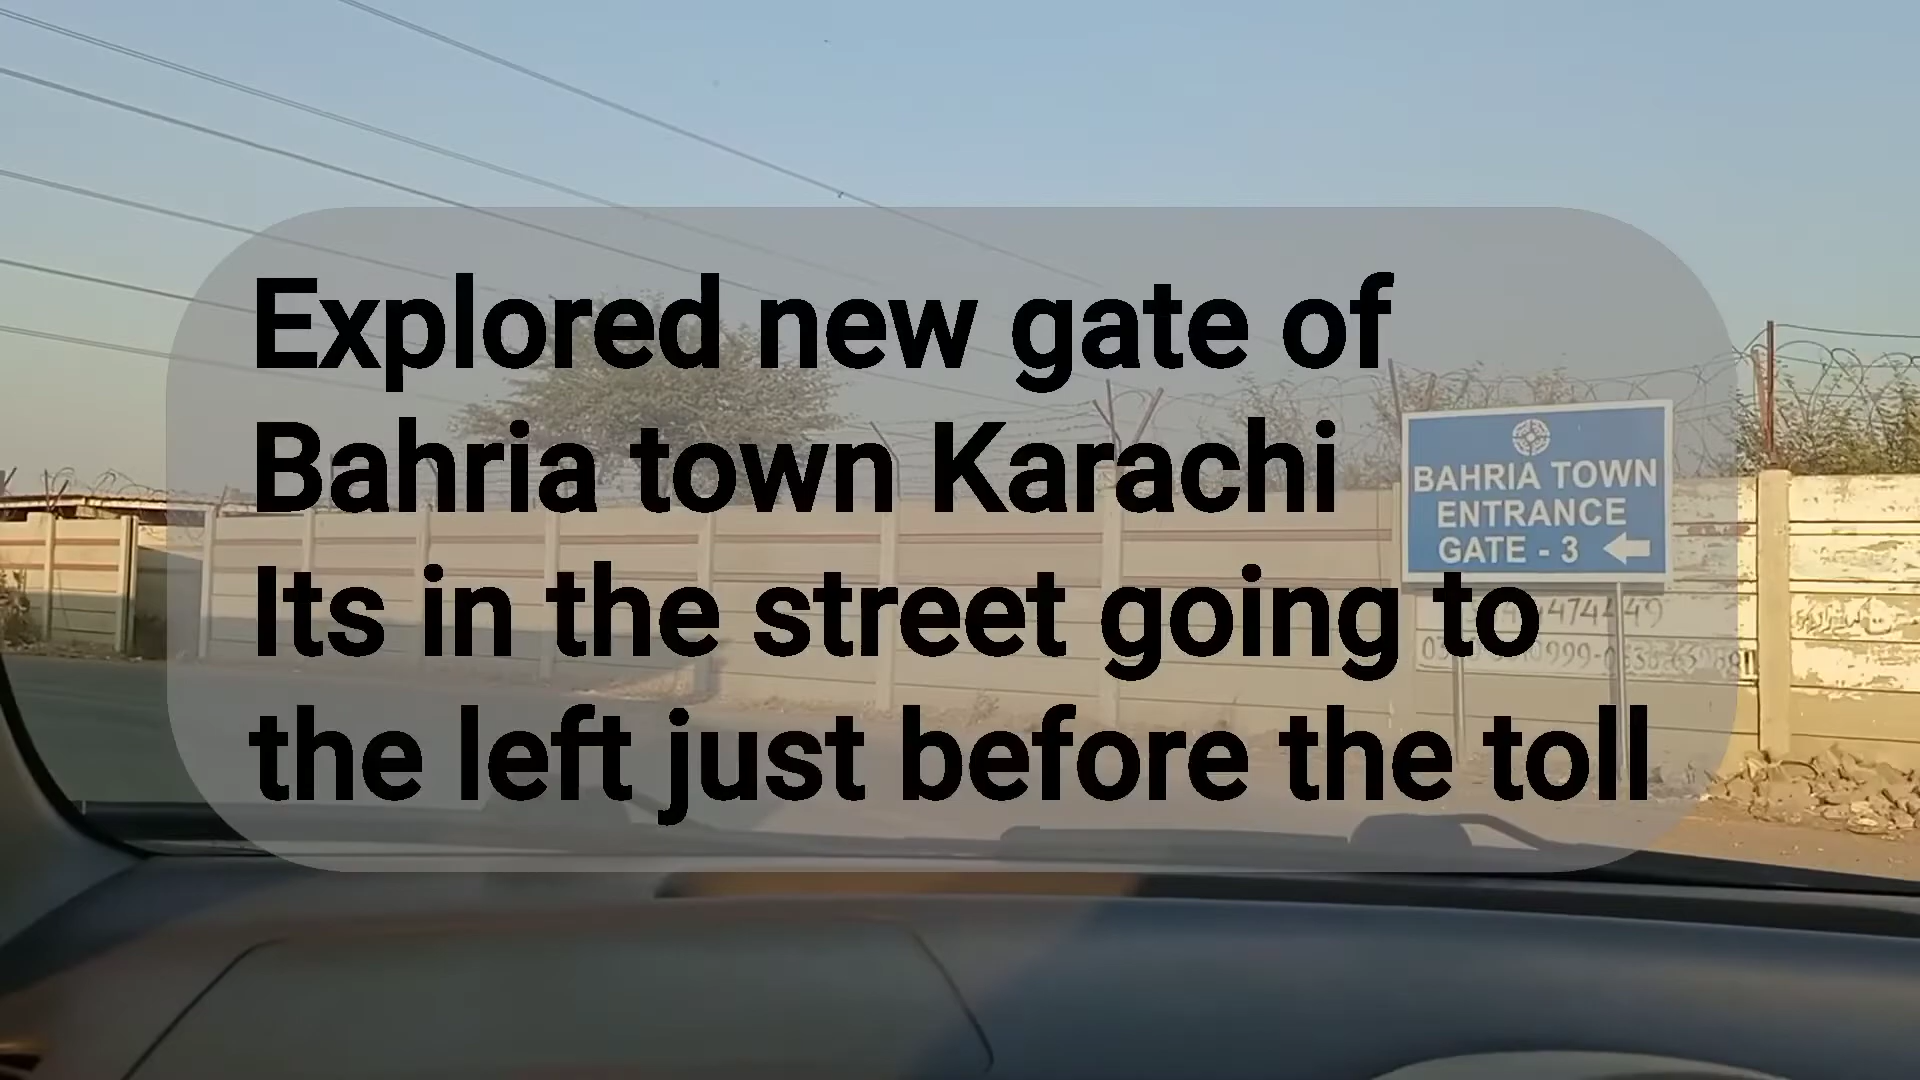 Explored new gate of
Bahria town Karachi
Its in the street going to
the left just before the toll
BAHRIA TOWN
ENTRANCE
GATE - 3